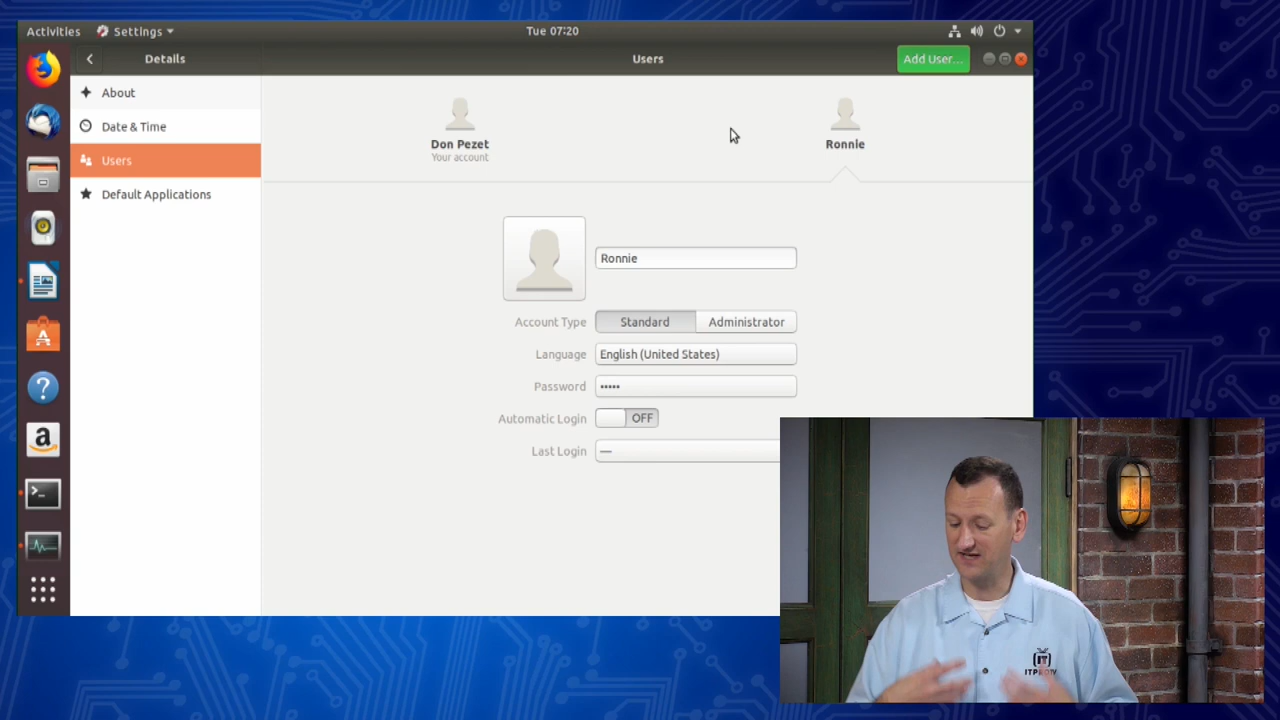 Activities Settings Tue 07:20
Details Users Add User...
About
Date & Time
Users
Default Applications
Don Pezet
Your account
Ronnie
Ronnie
Account Type Standard Administrator
Language English (United States)
Password •••••
Automatic Login OFF
Last Login —
IT